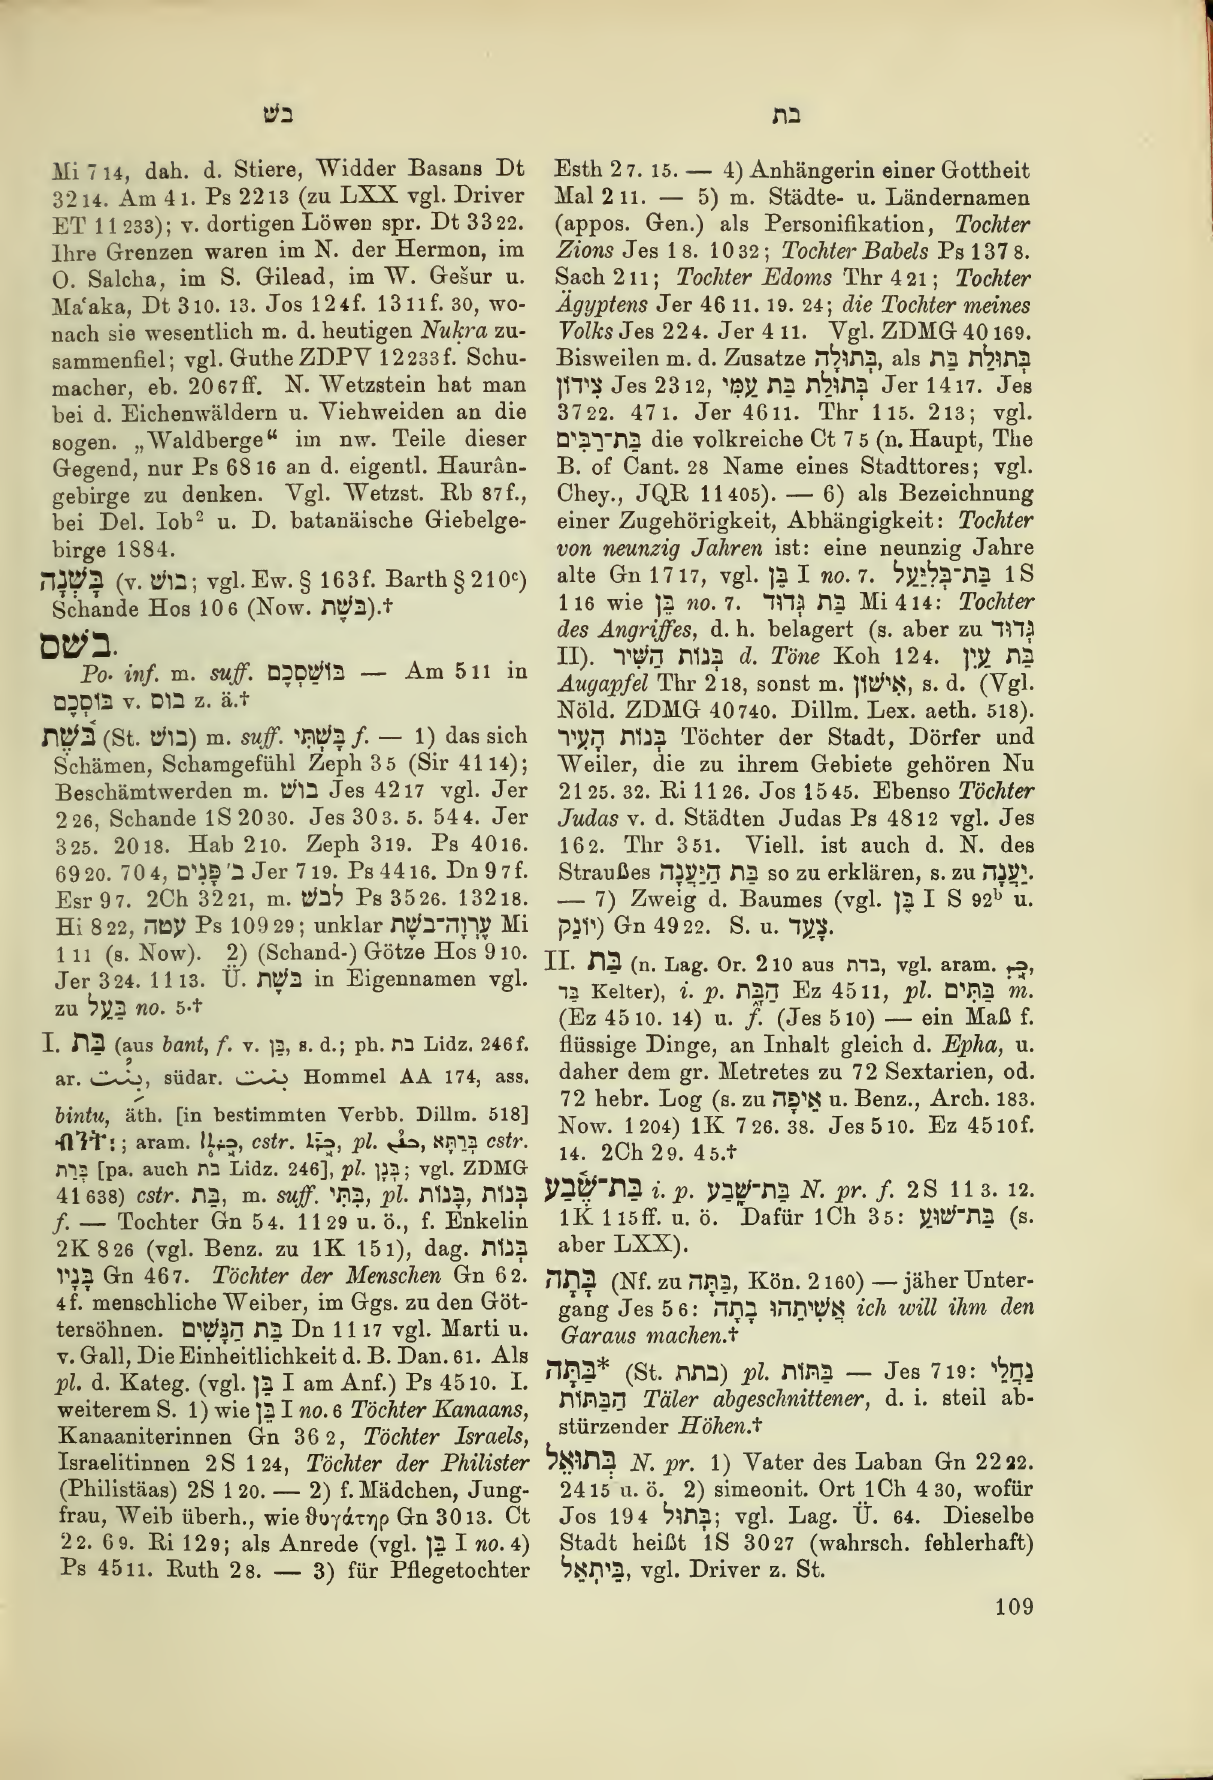 בשׁ
בת
Mi 7 14, dah. d. Stiere, Widder Basans Dt
32 14. Am 4 1. Ps 22 13 (zu LXX vgl. Driver
ET 11 233); v. dortigen Löwen spr. Dt 33 22.
Ihre Grenzen waren im N. der Hermon, im
O. Salcha, im S. Gilead, im W. Gešur u.
Maʿaka, Dt 3 10. 13. Jos 12 4f. 13 11f. 30, wo-
nach sie wesentlich m. d. heutigen Nuḳra zu-
sammenfiel; vgl. Guthe ZDPV 12 233f. Schu-
macher, eb. 20 67ff. N. Wetzstein hat man
bei d. Eichenwäldern u. Viehweiden an die
sogen. „Waldberge“ im nw. Teile dieser
Gegend, nur Ps 68 16 an d. eigentl. Haurân-
gebirge zu denken. Vgl. Wetzst. Rb 87f.,
bei Del. Iob² u. D. batanäische Giebelge-
birge 1884.
בָּשְׁנָה (v. בושׁ; vgl. Ew. § 163f. Barth § 210ᶜ)
Schande Hos 10 6 (Now. בֹּשֶׁת).†
בשׁם.
Po. inf. m. suff. בּוֹשַׁסְכֶם — Am 5 11 in
בּוֹסְכֶם v. בוס z. ä.†
בֹּשֶׁת (St. בושׁ) m. suff. בָּשְׁתִּי f. — 1) das sich
Schämen, Schamgefühl Zeph 3 5 (Sir 41 14);
Beschämtwerden m. בושׁ Jes 42 17 vgl. Jer
2 26, Schande 1S 20 30. Jes 30 3. 5. 54 4. Jer
3 25. 20 18. Hab 2 10. Zeph 3 19. Ps 40 16.
69 20. 70 4, ב׳ פָּנִים Jer 7 19. Ps 44 16. Dn 9 7f.
Esr 9 7. 2Ch 32 21, m. לבשׁ Ps 35 26. 132 18.
Hi 8 22, עטה Ps 109 29; unklar עֶרְוָה־בֹשֶׁת Mi
1 11 (s. Now). 2) (Schand-) Götze Hos 9 10.
Jer 3 24. 11 13. Ü. בֹּשֶׁת in Eigennamen vgl.
zu בַּעַל no. 5.†
I. בַּת (aus bant, f. v. בֵּן, s. d.; ph. בת Lidz. 246f.
ar. بِنْت, südar. بنت Hommel AA 174, ass.
bintu, äth. [in bestimmten Verbb. Dillm. 518]
aram. cstr. pl. בְּרַתָּא cstr.
בְּרַת [pa. auch בת Lidz. 246], pl. בְּנָן; vgl. ZDMG
41 638) cstr. בַּת, m. suff. בִּתִּי, pl. בָּנוֹת, בְּנוֹת
f. — Tochter Gn 5 4. 11 29 u. ö., f. Enkelin
2K 8 26 (vgl. Benz. zu 1K 15 1), dag. בְּנוֹת
בָּנָיו Gn 46 7. Töchter der Menschen Gn 6 2.
4f. menschliche Weiber, im Ggs. zu den Göt-
tersöhnen. בַּת הַנָּשִׁים Dn 11 17 vgl. Marti u.
v. Gall, Die Einheitlichkeit d. B. Dan. 61. Als
pl. d. Kateg. (vgl. בֵּן I am Anf.) Ps 45 10. I.
weiterem S. 1) wie בֵּן I no. 6 Töchter Kanaans,
Kanaaniterinnen Gn 36 2, Töchter Israels,
Israelitinnen 2S 1 24, Töchter der Philister
(Philistäas) 2S 1 20. — 2) f. Mädchen, Jung-
frau, Weib überh., wie θυγάτηρ Gn 30 13. Ct
2 2. 6 9. Ri 12 9; als Anrede (vgl. בֵּן I no. 4)
Ps 45 11. Ruth 2 8. — 3) für Pflegetochter
Esth 2 7. 15. — 4) Anhängerin einer Gottheit
Mal 2 11. — 5) m. Städte- u. Ländernamen
(appos. Gen.) als Personifikation, Tochter
Zions Jes 1 8. 10 32; Tochter Babels Ps 137 8.
Sach 2 11; Tochter Edoms Thr 4 21; Tochter
Ägyptens Jer 46 11. 19. 24; die Tochter meines
Volks Jes 22 4. Jer 4 11. Vgl. ZDMG 40 169.
Bisweilen m. d. Zusatze בְּתוּלָה, als בְּתוּלַת בַּת
צִידוֹן Jes 23 12, בְּתוּלַת בַּת עַמִּי Jer 14 17. Jes
37 22. 47 1. Jer 46 11. Thr 1 15. 2 13; vgl.
בַּת־רַבִּים die volkreiche Ct 7 5 (n. Haupt, The
B. of Cant. 28 Name eines Stadttores; vgl.
Chey., JQR 11 405). — 6) als Bezeichnung
einer Zugehörigkeit, Abhängigkeit: Tochter
von neunzig Jahren ist: eine neunzig Jahre
alte Gn 17 17, vgl. בֵּן I no. 7. בַּת־בְּלִיַּעַל 1S
1 16 wie בֵּן no. 7. בַּת גְּדוּד Mi 4 14: Tochter
des Angriffes, d. h. belagert (s. aber zu גְּדוּד
II). בְּנוֹת הַשִּׁיר d. Töne Koh 12 4. בַּת עַיִן
Augapfel Thr 2 18, sonst m. אִישׁוֹן, s. d. (Vgl.
Nöld. ZDMG 40 740. Dillm. Lex. aeth. 518).
בְּנוֹת הָעִיר Töchter der Stadt, Dörfer und
Weiler, die zu ihrem Gebiete gehören Nu
21 25. 32. Ri 11 26. Jos 15 45. Ebenso Töchter
Judas v. d. Städten Judas Ps 48 12 vgl. Jes
16 2. Thr 3 51. Viell. ist auch d. N. des
Straußes בַּת הַיַּעֲנָה so zu erklären, s. zu יַעֲנָה.
— 7) Zweig d. Baumes (vgl. בֵּן I S 92ᵇ u.
יוֹנֵק) Gn 49 22. S. u. צָעַד.
II. בַּת (n. Lag. Or. 2 10 aus ברת, vgl. aram.
בד Kelter), i. p. הַבָּת Ez 45 11, pl. בַּתִּים m.
(Ez 45 10. 14) u. f. (Jes 5 10) — ein Maß f.
flüssige Dinge, an Inhalt gleich d. Epha, u.
daher dem gr. Metretes zu 72 Sextarien, od.
72 hebr. Log (s. zu אֵיפָה u. Benz., Arch. 183.
Now. 1 204) 1K 7 26. 38. Jes 5 10. Ez 45 10f.
14. 2Ch 2 9. 4 5.†
בַּת־שֶׁבַע i. p. בַּת־שָׁבַע N. pr. f. 2S 11 3. 12.
1K 1 15ff. u. ö. Dafür 1Ch 3 5: בַּת־שׁוּעַ (s.
aber LXX).
בָּתָה (Nf. zu בַּתָּה, Kön. 2 160) — jäher Unter-
gang Jes 5 6: אֲשִׁיתֵהוּ בָתָה ich will ihm den
Garaus machen.†
בַּתָּה* (St. בתת) pl. בַּתּוֹת — Jes 7 19: נַחֲלֵי
הַבַּתּוֹת Täler abgeschnittener, d. i. steil ab-
stürzender Höhen.†
בְּתוּאֵל N. pr. 1) Vater des Laban Gn 22 22.
24 15 u. ö. 2) simeonit. Ort 1Ch 4 30, wofür
Jos 19 4 בְּתוּל; vgl. Lag. Ü. 64. Dieselbe
Stadt heißt 1S 30 27 (wahrsch. fehlerhaft)
בֵּיתְאֵל, vgl. Driver z. St.
109